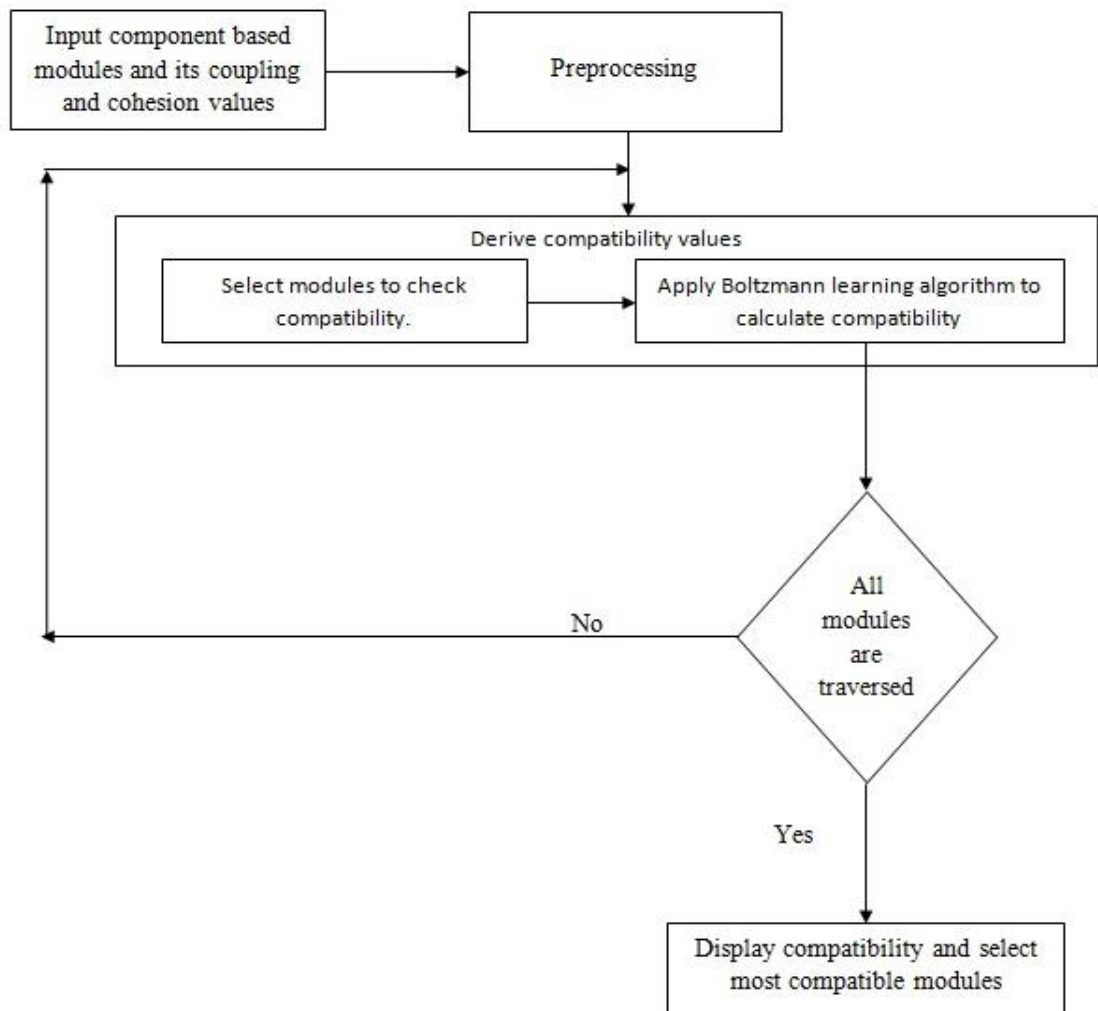 Input component based
modules and its coupling
and cohesion values
Preprocessing
Derive compatibility values
Select modules to check
compatibility.
Apply Boltzmann learning algorithm to
calculate compatibility
All
modules
are
traversed
No
Yes
Display compatibility and select
most compatible modules